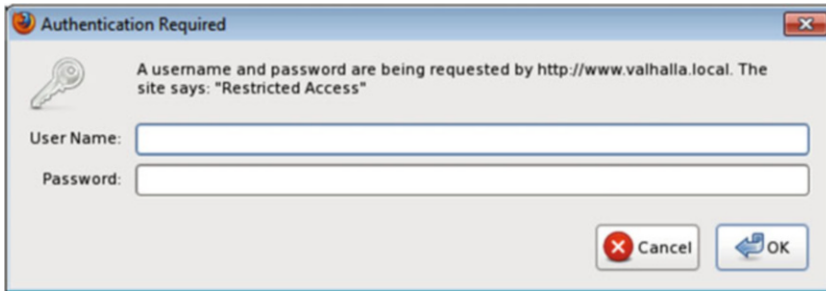 Authentication Required
A username and password are being requested by http://www.valhalla.local. The
site says: "Restricted Access"
User Name:
Password:
Cancel
OK